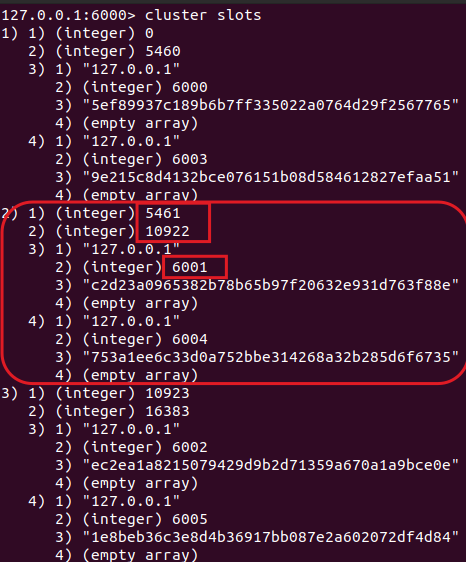 127.0.0.1:6000> cluster slots
1) 1) (integer) 0
2) (integer) 5460
3) 1) "127.0.0.1"
2) (integer) 6000
3) "5ef89937c189b6b7ff335022a0764d29f2567765"
4) (empty array)
4) 1) "127.0.0.1"
2) (integer) 6003
3) "9e215c8d4132bce076151b08d584612827efaa51"
4) (empty array)
2) 1) (integer) 5461
2) (integer) 10922
3) 1) "127.0.0.1"
2) (integer) 6001
3) "c2d23a0965382b78b65b97f20632e931d763f88e"
4) (empty array)
4) 1) "127.0.0.1"
2) (integer) 6004
3) "753a1ee6c33d0a752bbe314268a32b285d6f6735"
4) (empty array)
3) 1) (integer) 10923
2) (integer) 16383
3) 1) "127.0.0.1"
2) (integer) 6002
3) "ec2ea1a8215079429d9b2d71359a670a1a9bce0e"
4) (empty array)
4) 1) "127.0.0.1"
2) (integer) 6005
3) "1e8beb36c3e8d4b36917bb087e2a602072df4d84"
4) (empty array)